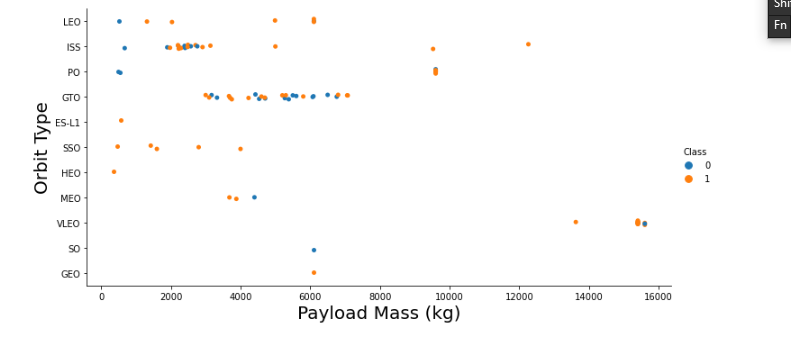 Shif
Fn
LEO
ISS
PO
GTO
ES-L1
SSO
HEO
MEO
VLEO
SO
GEO
Orbit Type
0 2000 4000 6000 8000 10000 12000 14000 16000
Payload Mass (kg)
Class
0
1